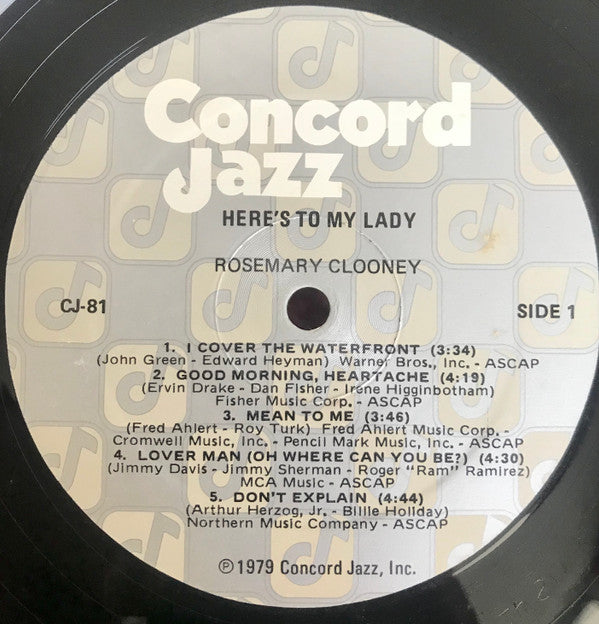 Concord
Jazz
HERE'S TO MY LADY
ROSEMARY CLOONEY
CJ-81
SIDE 1
1. I COVER THE WATERFRONT (3:34)
(John Green - Edward Heyman) Warner Bros., Inc. - ASCAP
2. GOOD MORNING, HEARTACHE (4:19)
(Ervin Drake - Dan Fisher - Irene Higginbotham)
Fisher Music Corp. - ASCAP
3. MEAN TO ME (3:46)
(Fred Ahlert - Roy Turk) Fred Ahlert Music Corp. -
Cromwell Music, Inc. - Pencil Mark Music, Inc. - ASCAP
4. LOVER MAN (OH WHERE CAN YOU BE?) (4:30)
(Jimmy Davis - Jimmy Sherman - Roger "Ram" Ramirez)
MCA Music - ASCAP
5. DON'T EXPLAIN (4:44)
(Arthur Herzog, Jr. - Billie Holiday)
Northern Music Company - ASCAP
℗ 1979 Concord Jazz, Inc.